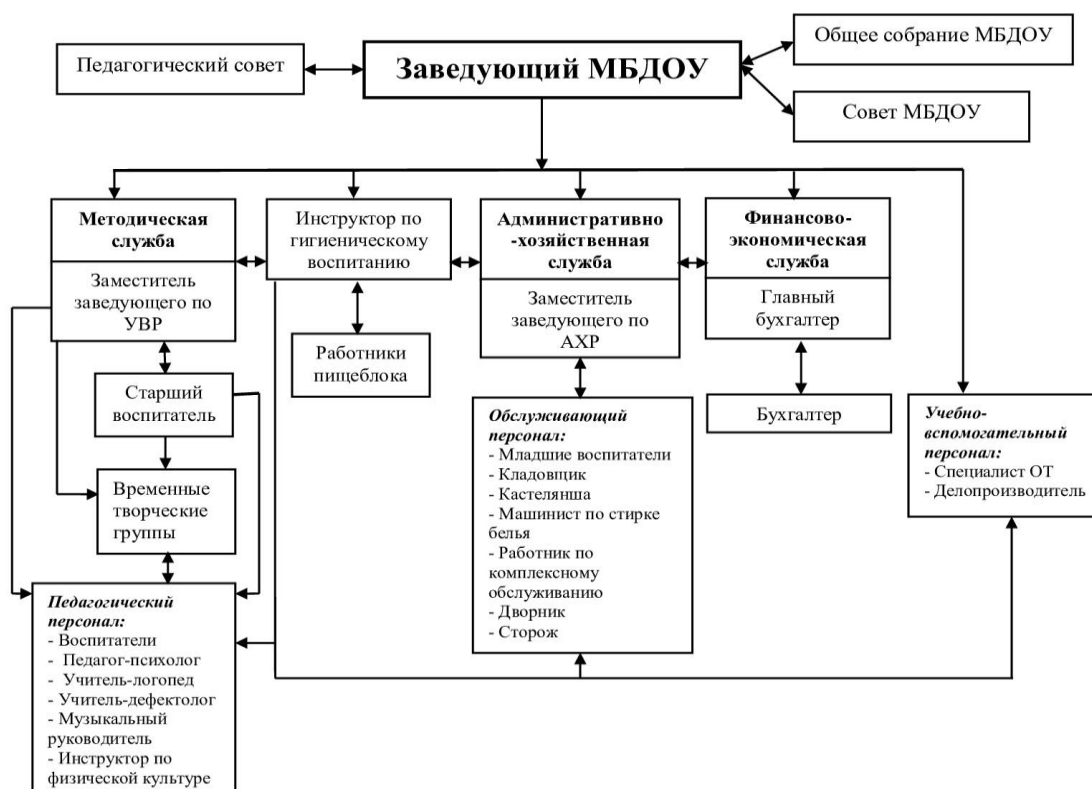 Педагогический совет
Заведующий МБДОУ
Общее собрание МБДОУ
Совет МБДОУ
Методическая
служба
Заместитель
заведующего по
УВР
Инструктор по
гигиеническому
воспитанию
Административно
-хозяйственная
служба
Заместитель
заведующего по
АХР
Финансово-
экономическая
служба
Главный
бухгалтер
Работники
пищеблока
Старший
воспитатель
Бухгалтер
Временные
творческие
группы
Обслуживающий
персонал:
- Младшие воспитатели
- Кладовщик
- Кастелянша
- Машинист по стирке
белья
- Работник по
комплексному
обслуживанию
- Дворник
- Сторож
Учебно-
вспомогательный
персонал:
- Специалист ОТ
- Делопроизводитель
Педагогический
персонал:
- Воспитатели
- Педагог-психолог
- Учитель-логопед
- Учитель-дефектолог
- Музыкальный
руководитель
- Инструктор по
физической культуре